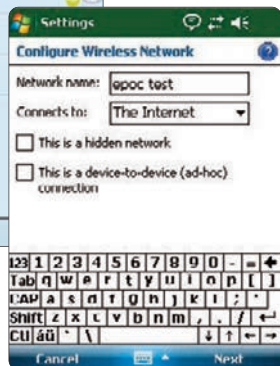 Settings
Configure Wireless Network
Network name: epoc test
Connects to: The Internet
This is a hidden network
This is a device-to-device (ad-hoc)
connection
123 1 2 3 4 5 6 7 8 9 0 - =
Tab q w e r t y u i o p [ ]
CAP a s d f g h j k l ; '
Shift z x c v b n m , . /
Ctl áü ` \
Cancel Next